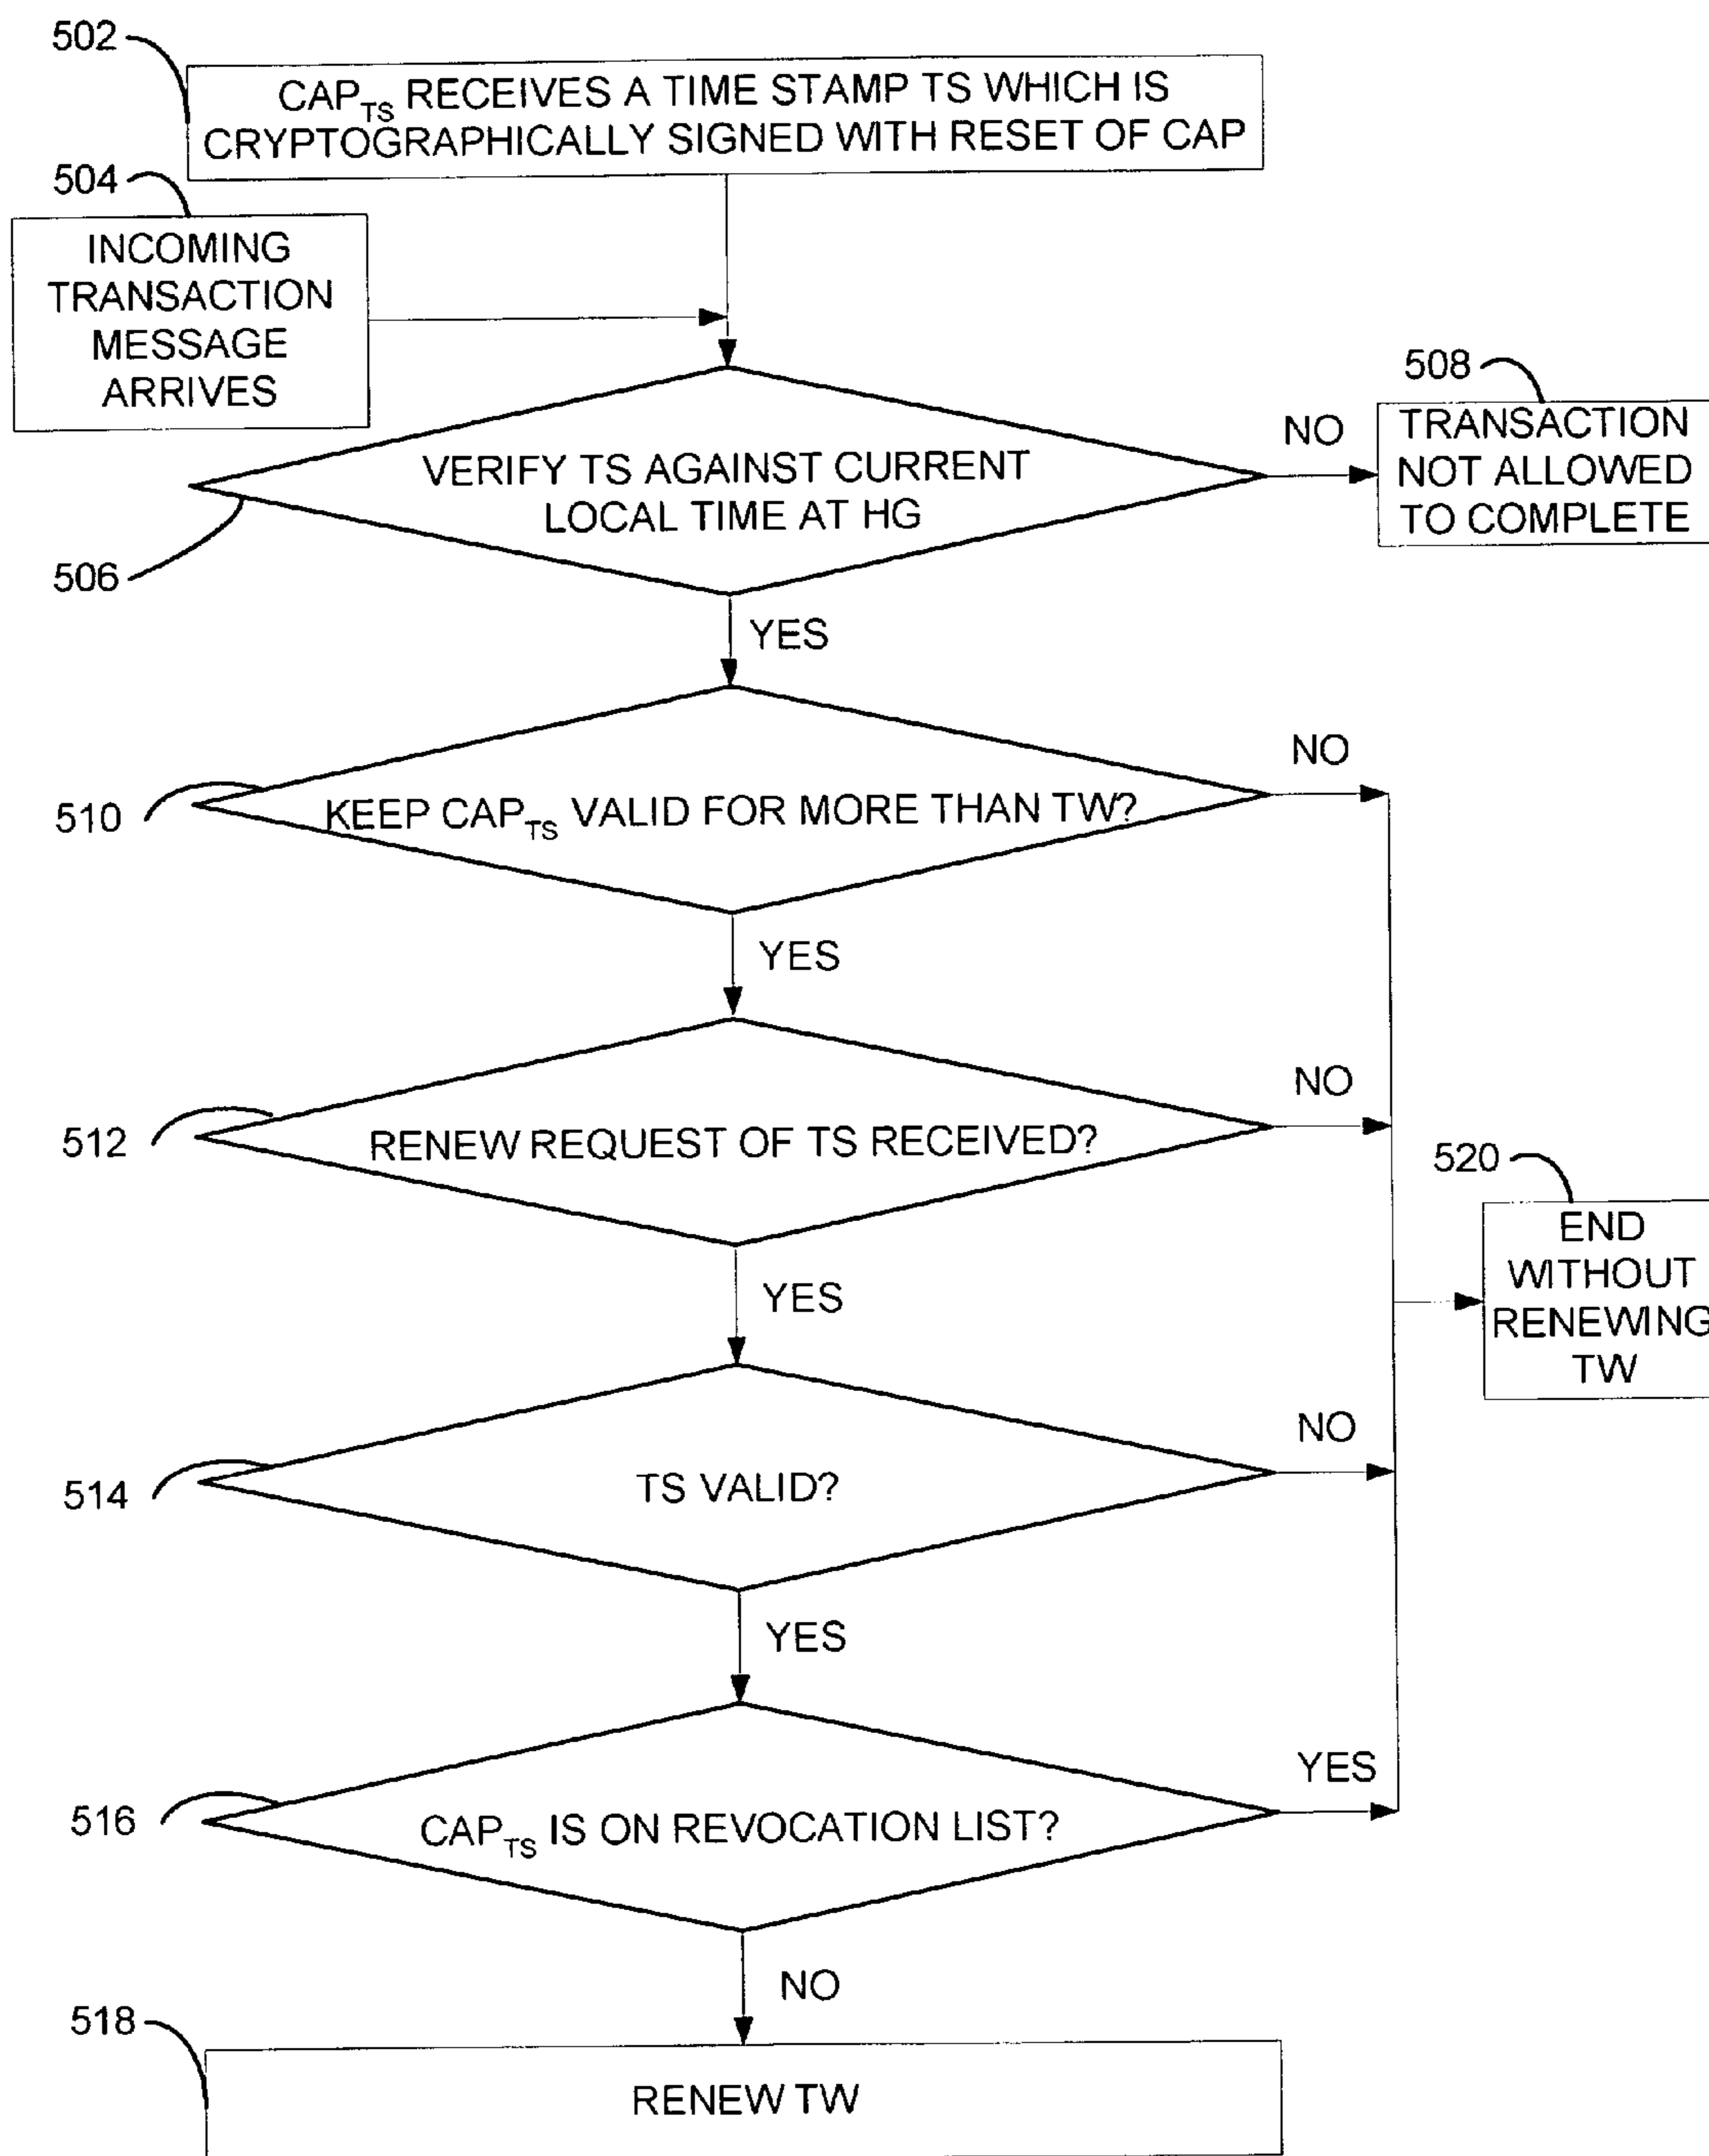 502
CAP_TS RECEIVES A TIME STAMP TS WHICH IS
CRYPTOGRAPHICALLY SIGNED WITH RESET OF CAP
504
INCOMING
TRANSACTION
MESSAGE
ARRIVES
508
NO
TRANSACTION
NOT ALLOWED
TO COMPLETE
VERIFY TS AGAINST CURRENT
LOCAL TIME AT HG
506
YES
NO
510
KEEP CAP_TS VALID FOR MORE THAN TW?
YES
NO
512
RENEW REQUEST OF TS RECEIVED?
520
END
WITHOUT
RENEWING
TW
YES
NO
514
TS VALID?
YES
YES
516
CAP_TS IS ON REVOCATION LIST?
NO
518
RENEW TW